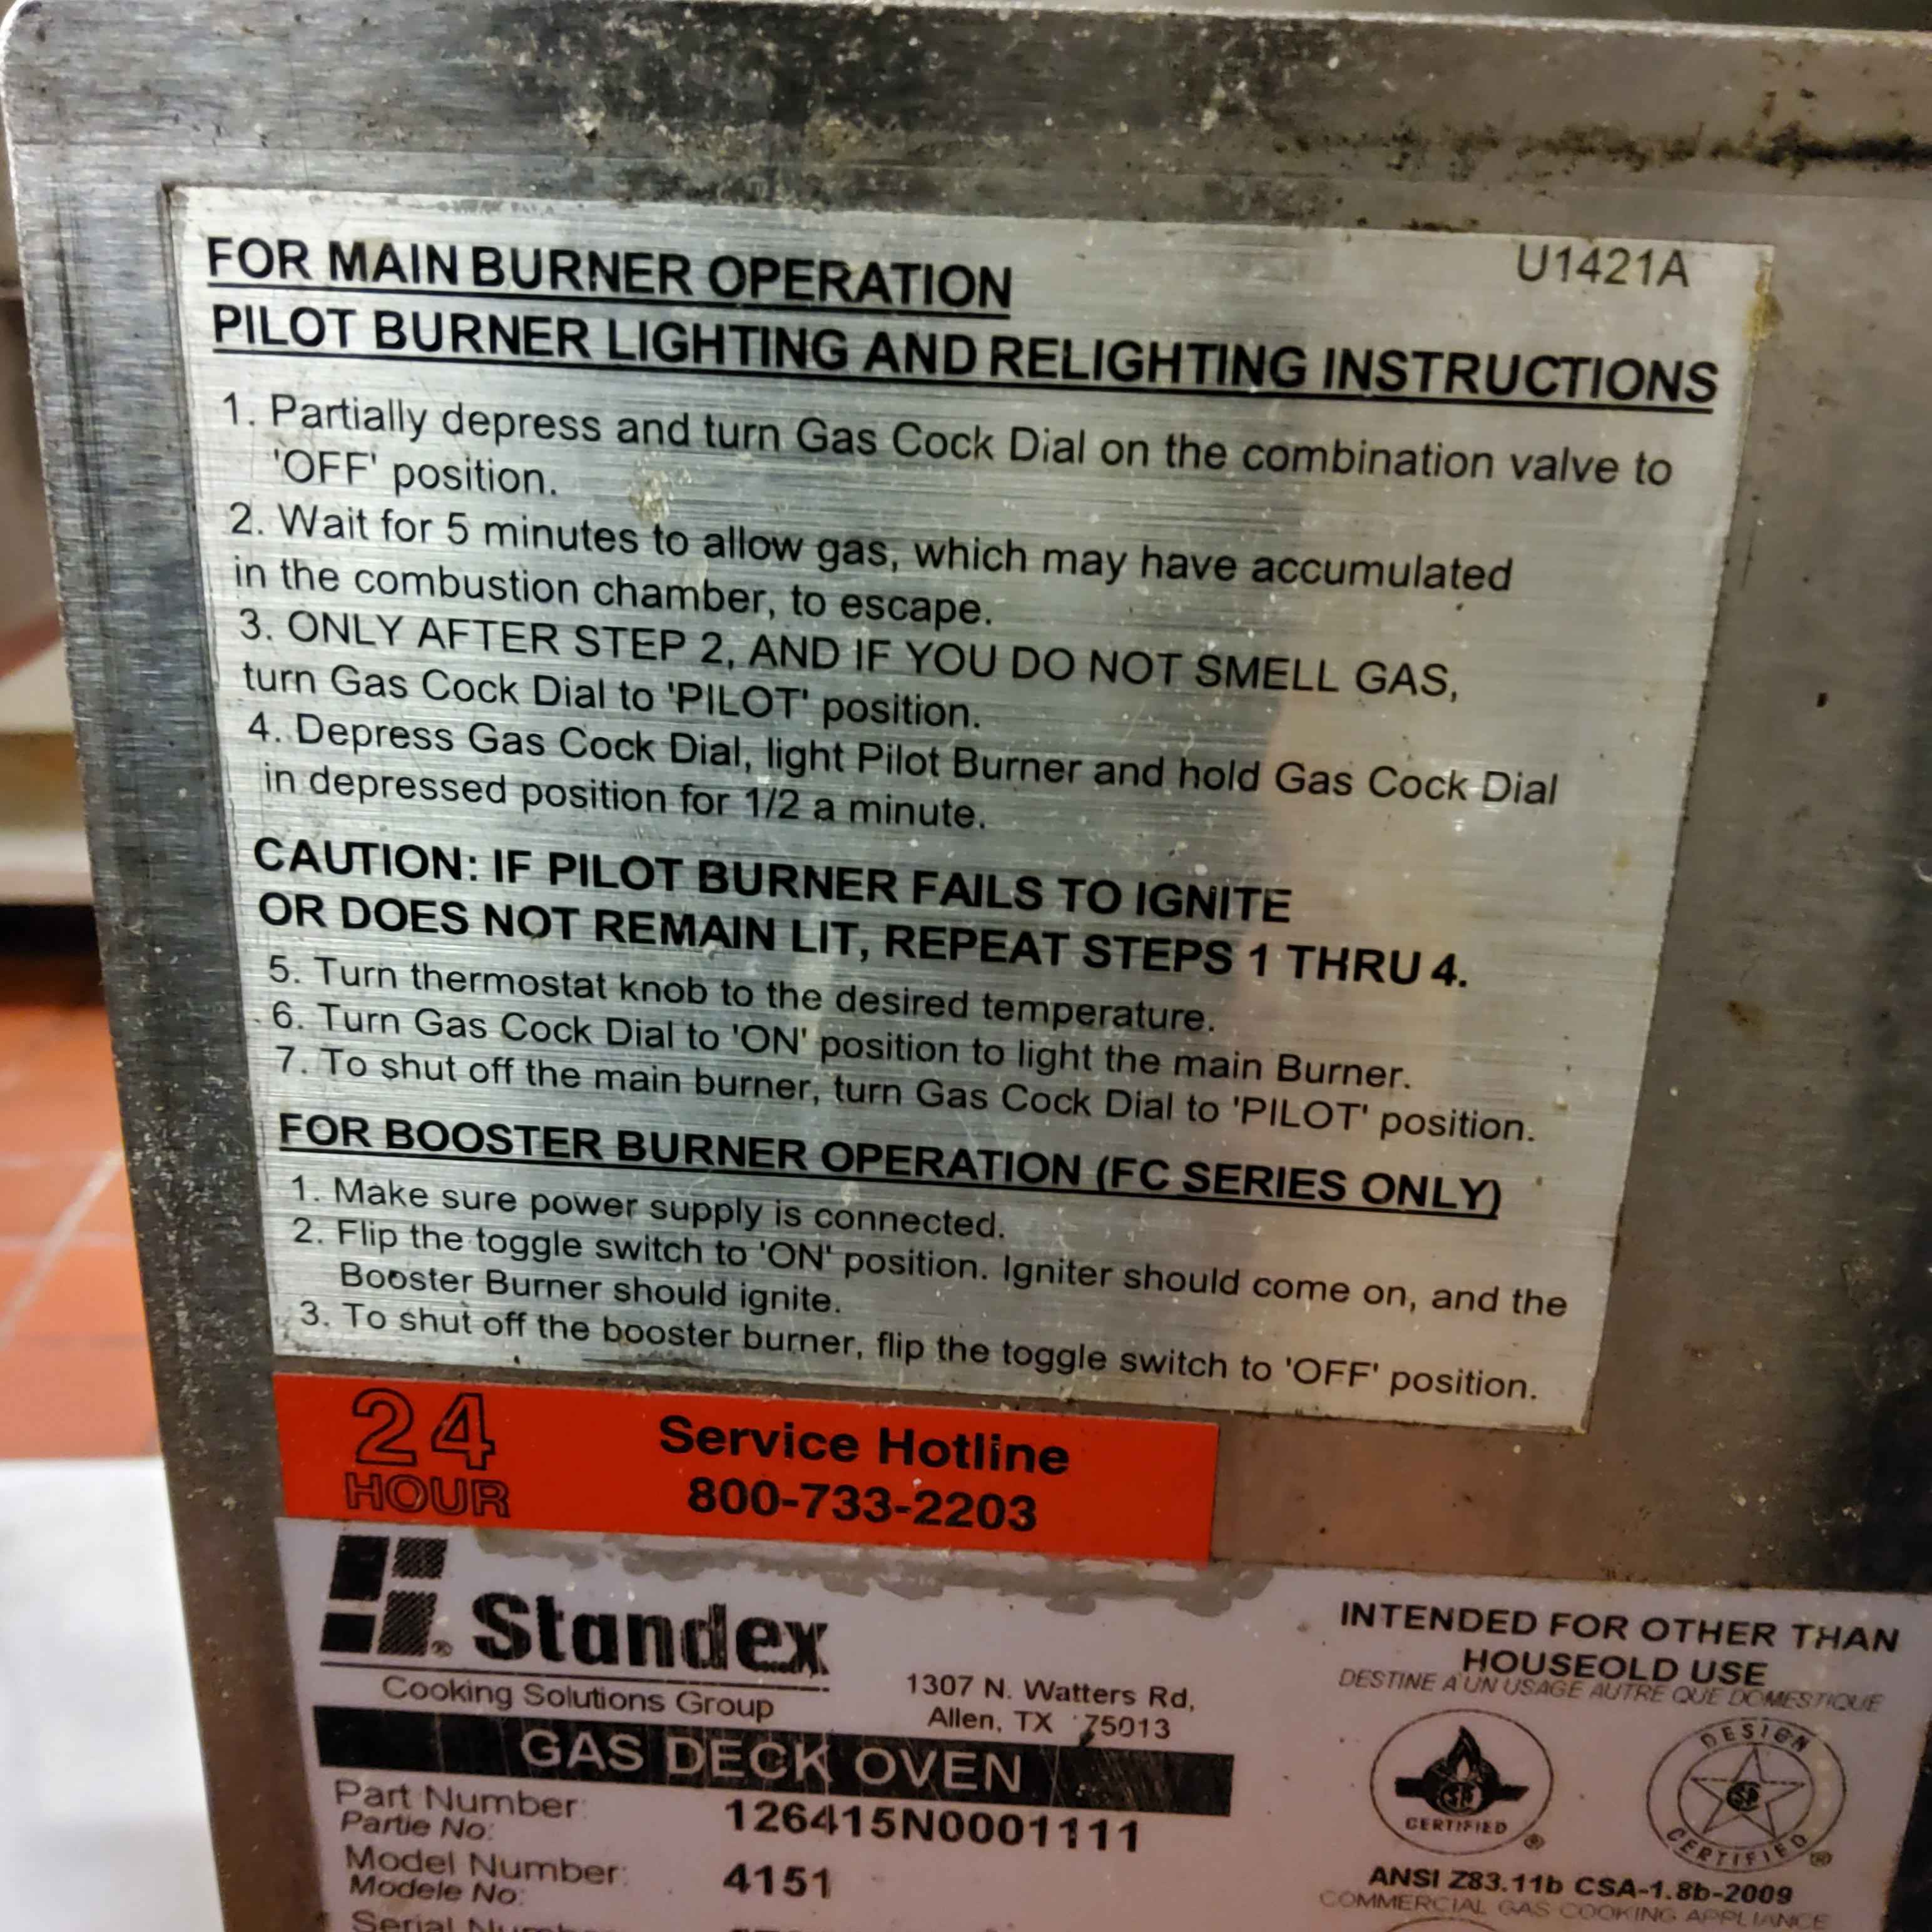 U1421A
FOR MAIN BURNER OPERATION
PILOT BURNER LIGHTING AND RELIGHTING INSTRUCTIONS
1. Partially depress and turn Gas Cock Dial on the combination valve to
'OFF' position.
2. Wait for 5 minutes to allow gas, which may have accumulated
in the combustion chamber, to escape.
3. ONLY AFTER STEP 2, AND IF YOU DO NOT SMELL GAS,
turn Gas Cock Dial to 'PILOT' position.
4. Depress Gas Cock Dial, light Pilot Burner and hold Gas Cock Dial
in depressed position for 1/2 a minute.
CAUTION: IF PILOT BURNER FAILS TO IGNITE
OR DOES NOT REMAIN LIT, REPEAT STEPS 1 THRU 4.
5. Turn thermostat knob to the desired temperature.
6. Turn Gas Cock Dial to 'ON' position to light the main Burner.
7. To shut off the main burner, turn Gas Cock Dial to 'PILOT' position.
FOR BOOSTER BURNER OPERATION (FC SERIES ONLY)
1. Make sure power supply is connected.
2. Flip the toggle switch to 'ON' position. Igniter should come on, and the
Booster Burner should ignite.
3. To shut off the booster burner, flip the toggle switch to 'OFF' position.
24
HOUR
Service Hotline
800-733-2203
Standex
Cooking Solutions Group
1307 N. Watters Rd,
Allen, TX 75013
GAS DECK OVEN
Part Number:
Partie No:
126415N0001111
Model Number:
Modele No:
4151
Serial
INTENDED FOR OTHER THAN
HOUSEOLD USE
DESTINE A'UN USAGE AUTRE QUE DOMESTIQUE
CERTIFIED
DESIGN
CERTIFIED
ANSI Z83.11b CSA-1.8b-2009
COMMERCIAL GAS COOKING APPLIANCE